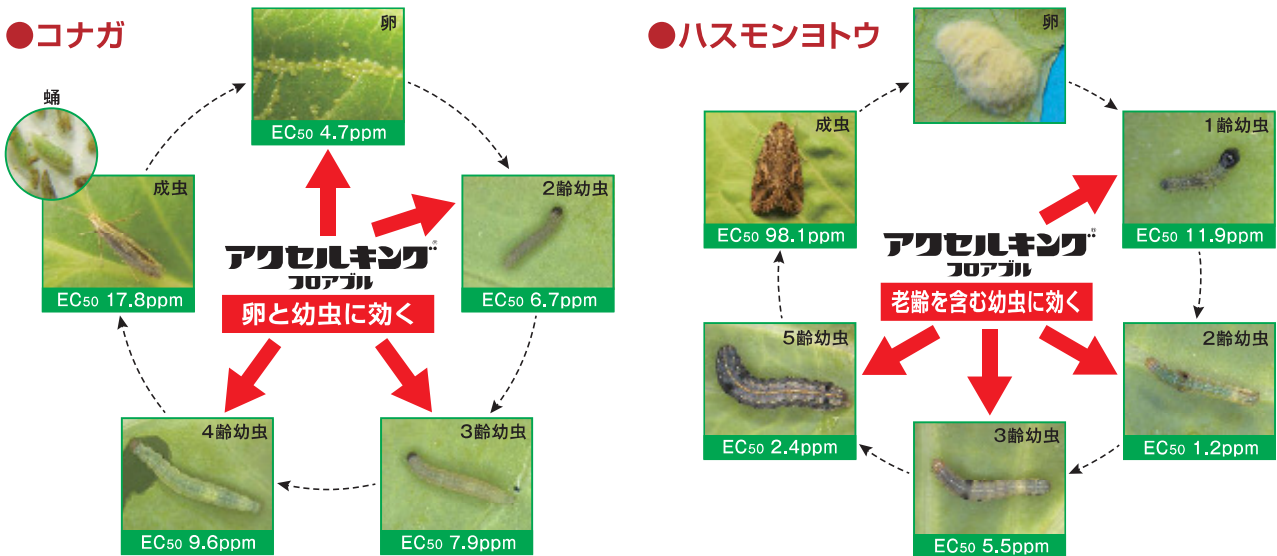 ●コナガ
卵
EC50 4.7ppm
2齢幼虫
EC50 6.7ppm
3齢幼虫
EC50 7.9ppm
4齢幼虫
EC50 9.6ppm
蛹
成虫
EC50 17.8ppm
アクセルキング®
フロアブル
卵と幼虫に効く
●ハスモンヨトウ
卵
1齢幼虫
EC50 11.9ppm
2齢幼虫
EC50 1.2ppm
3齢幼虫
EC50 5.5ppm
5齢幼虫
EC50 2.4ppm
成虫
EC50 98.1ppm
アクセルキング®
フロアブル
老齢を含む幼虫に効く